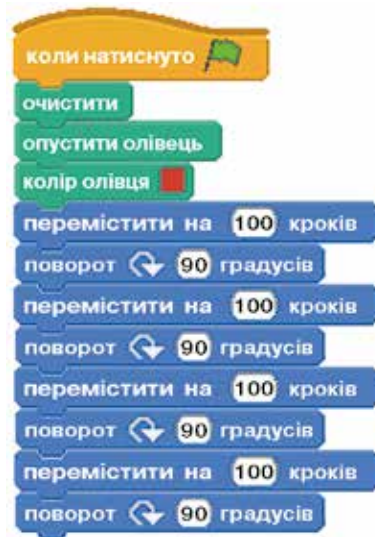 коли натиснуто
очистити
опустити олівець
колір олівця
перемістити на 100 кроків
поворот 90 градусів
перемістити на 100 кроків
поворот 90 градусів
перемістити на 100 кроків
поворот 90 градусів
перемістити на 100 кроків
поворот 90 градусів